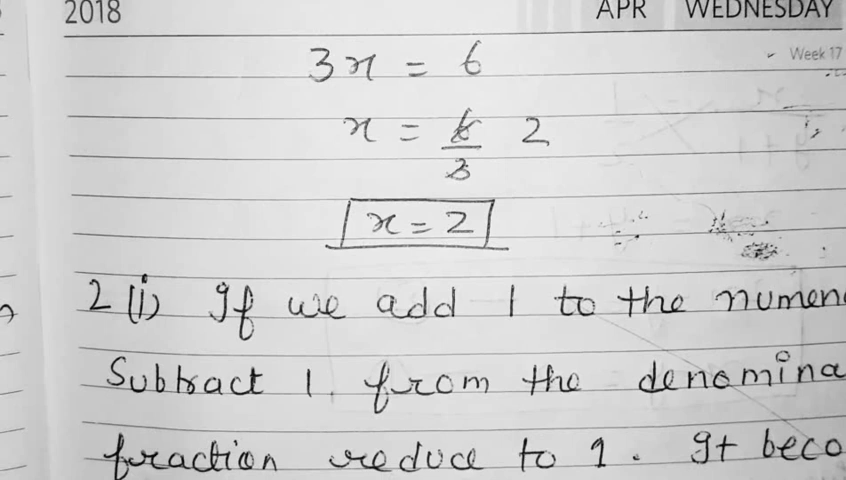 2018 APR WEDNESDAY
Week 17
3x = 6
x = 6/3 2
x = 2
2 (i) If we add 1 to the numen
Subtract 1 from the denomina
fraction reduce to 1. It beco